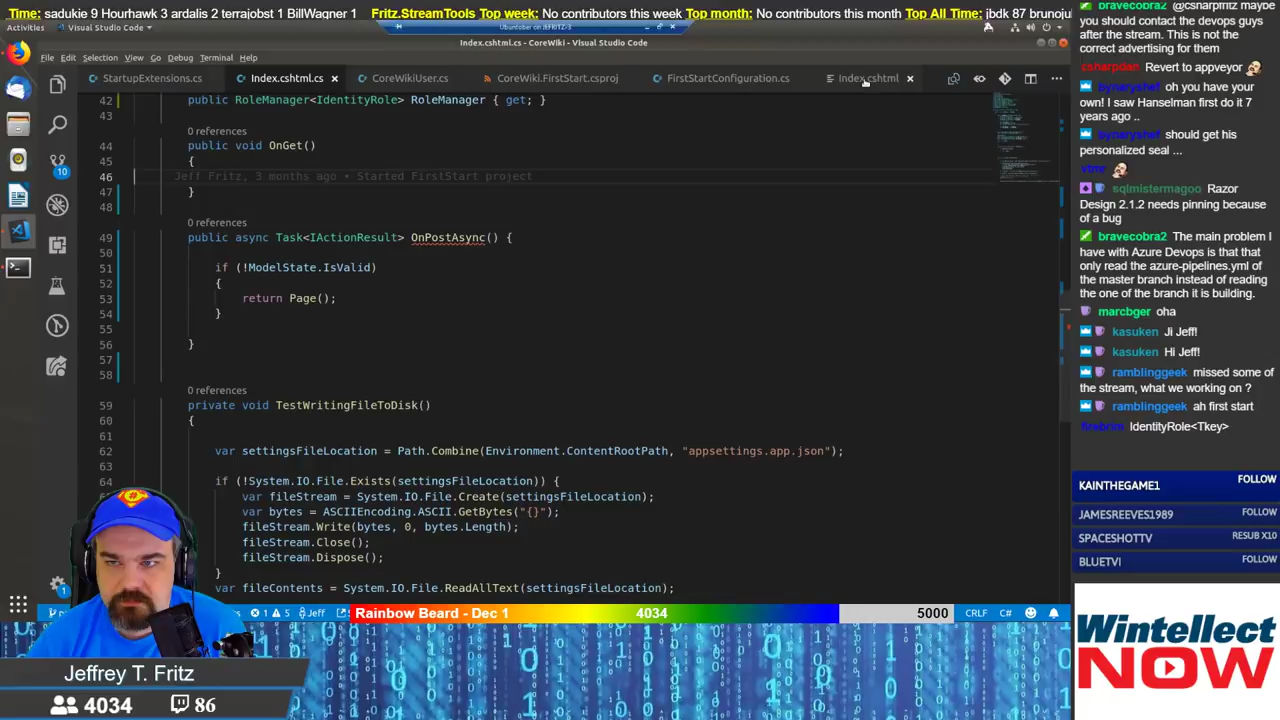 Time: sadukie 9 Hourhawk 3 ardalis 2 terrajobst 1 BillWagner 1 Fritz.StreamTools Top week: No contributors this week Top month: No contributors this month Top All Time: jbdk 87 brunojuc
Activities Visual Studio Code
Index.cshtml.cs - CoreWiki - Visual Studio Code
File Edit Selection View Go Debug Terminal Help
StartupExtensions.cs Index.cshtml.cs CoreWikiUser.cs CoreWiki.FirstStart.csproj FirstStartConfiguration.cs Index.cshtml
42 public RoleManager<IdentityRole> RoleManager { get; }
43
0 references
44 public void OnGet()
45 {
46 Jeff Fritz, 3 months ago • Started FirstStart project
47 }
48
0 references
49 public async Task<IActionResult> OnPostAsync() {
50
51 if (!ModelState.IsValid)
52 {
53 return Page();
54 }
55
56 }
57
58
0 references
59 private void TestWritingFileToDisk()
60 {
61
62 var settingsFileLocation = Path.Combine(Environment.ContentRootPath, "appsettings.app.json");
63
64 if (!System.IO.File.Exists(settingsFileLocation)) {
var fileStream = System.IO.File.Create(settingsFileLocation);
var bytes = ASCIIEncoding.ASCII.GetBytes("{}");
fileStream.Write(bytes, 0, bytes.Length);
fileStream.Close();
fileStream.Dispose();
}
var fileContents = System.IO.File.ReadAllText(settingsFileLocation);
10
1
1 5 Jeff
Rainbow Beard - Dec 1 4034 5000
CRLF C#
Jeffrey T. Fritz
4034 86
bravecobra2 @csharpfritz maybe
you should contact the devops guys
after the stream. This is not the
correct advertising for them
csharpdan Revert to appveyor
bynaryshef oh you have your
own! I saw Hanselman first do it 7
years ago ..
bynaryshef should get his
personalized seal ...
sqlmistermagoo Razor
Design 2.1.2 needs pinning because
of a bug
bravecobra2 The main problem I
have with Azure Devops is that that
only read the azure-pipelines.yml of
the master branch instead of reading
the one of the branch it is building.
marcbger oha
kasuken Ji Jeff!
kasuken Hi Jeff!
ramblinggeek missed some of
the stream, what we working on ?
ramblinggeek ah first start
firebrim IdentityRole<Tkey>
KAINTHEGAME1 FOLLOW
JAMESREEVES1989 FOLLOW
SPACESHOTTV RESUB X10
BLUETVI FOLLOW
Wintellect
NOW